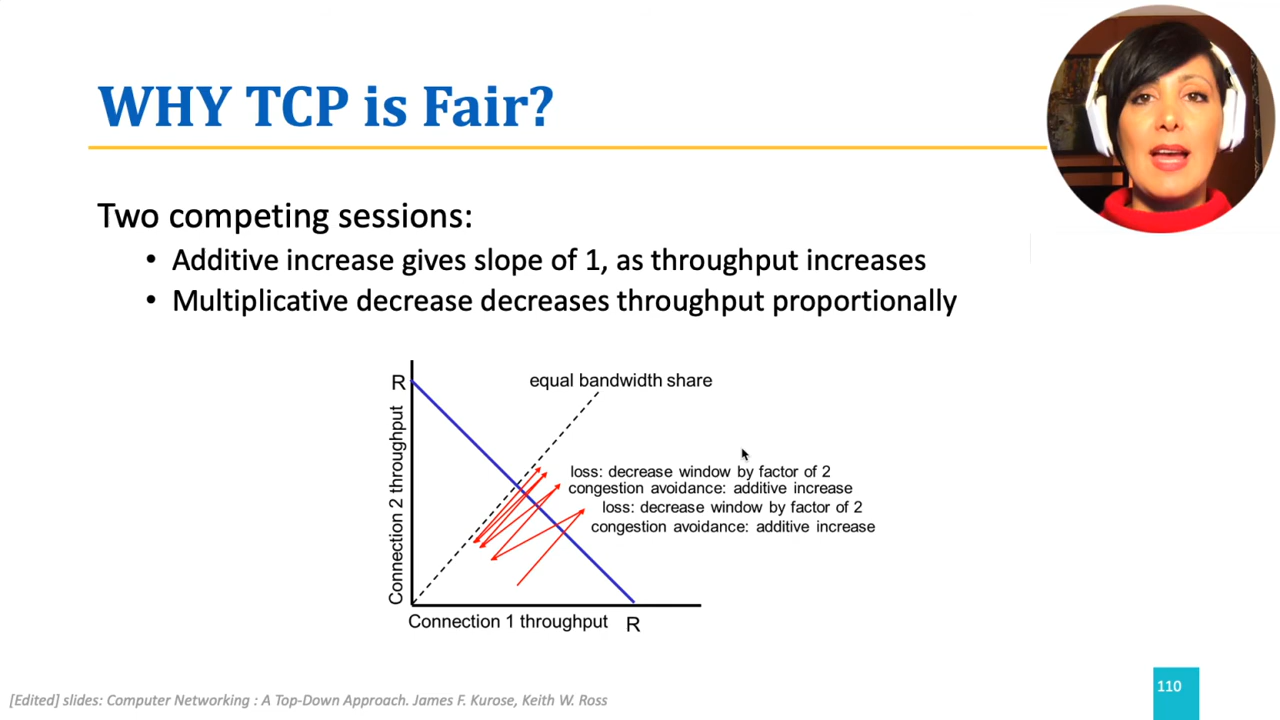 WHY TCP is Fair?
Two competing sessions:
• Additive increase gives slope of 1, as throughput increases
• Multiplicative decrease decreases throughput proportionally
R
equal bandwidth share
Connection 2 throughput
loss: decrease window by factor of 2
congestion avoidance: additive increase
loss: decrease window by factor of 2
congestion avoidance: additive increase
Connection 1 throughput
R
[Edited] slides: Computer Networking : A Top-Down Approach. James F. Kurose, Keith W. Ross
110